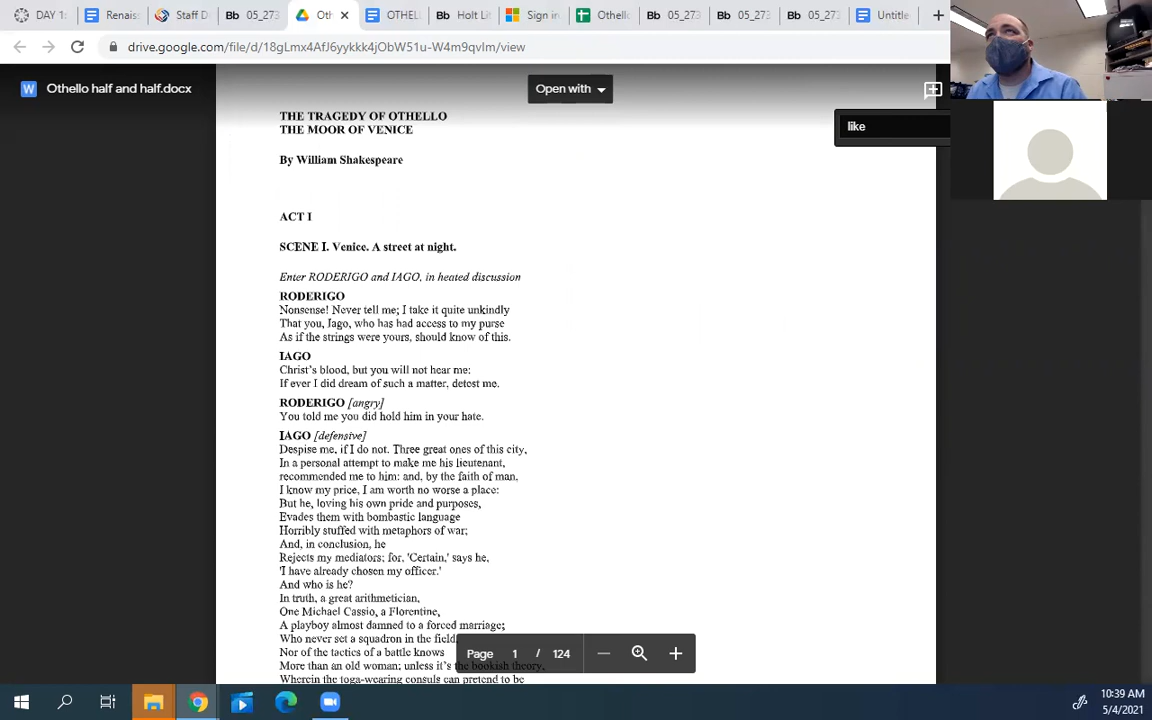 DAY 1:
Renais
Staff D
Bb 05_273
Oth
OTHELL
Bb Holt Lit
Sign in
Othello
Bb 05_273
Bb 05_273
Bb 05_273
Untitle
drive.google.com/file/d/18gLmx4AfJ6yykkk4jObW51u-W4m9qvIm/view
W Othello half and half.docx
Open with
like
THE TRAGEDY OF OTHELLO
THE MOOR OF VENICE
By William Shakespeare
ACT I
SCENE I. Venice. A street at night.
Enter RODERIGO and IAGO, in heated discussion
RODERIGO
Nonsense! Never tell me; I take it quite unkindly
That you, Iago, who has had access to my purse
As if the strings were yours, should know of this.
IAGO
Christ's blood, but you will not hear me:
If ever I did dream of such a matter, detest me.
RODERIGO [angry]
You told me you did hold him in your hate.
IAGO [defensive]
Despise me, if I do not. Three great ones of this city,
In a personal attempt to make me his lieutenant,
recommended me to him: and, by the faith of man,
I know my price, I am worth no worse a place:
But he, loving his own pride and purposes,
Evades them with bombastic language
Horribly stuffed with metaphors of war;
And, in conclusion, he
Rejects my mediators; for, 'Certain,' says he,
'I have already chosen my officer.'
And who is he?
In truth, a great arithmetician,
One Michael Cassio, a Florentine,
A playboy almost damned to a forced marriage;
Who never set a squadron in the field,
Nor of the tactics of a battle knows
More than an old woman; unless it's the bookish theory,
Wherein the toga-wearing consuls can pretend to be
Page 1 / 124
10:39 AM
5/4/2021